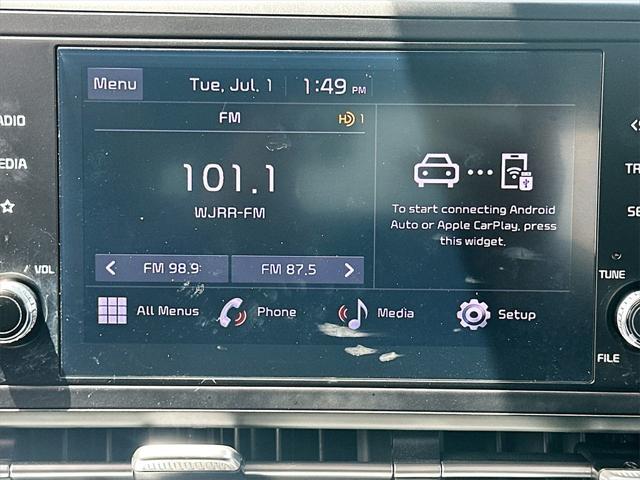 Menu
Tue, Jul. 1
1:49 PM
FM
HD 1
101.1
WJRR-FM
To start connecting Android
Auto or Apple CarPlay, press
this widget.
FM 98.9
FM 87.5
All Menus
Phone
Media
Setup
ADIO
EDIA
VOL
TR
SE
TUNE
FILE